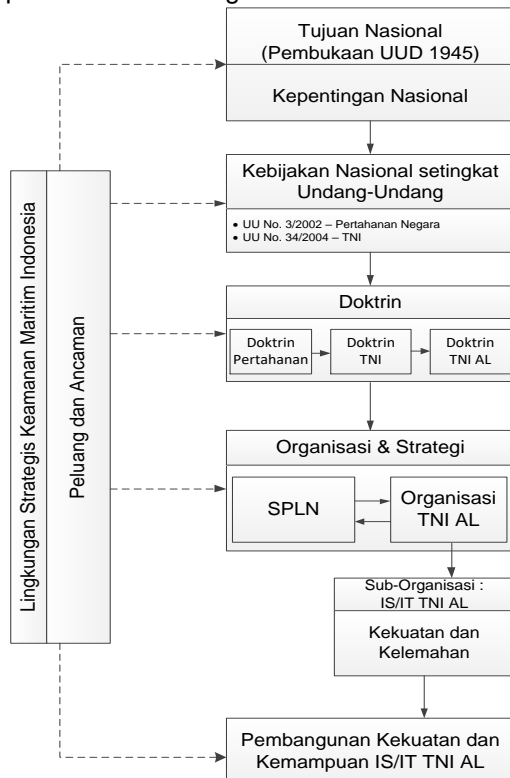 Tujuan Nasional
(Pembukaan UUD 1945)
Kepentingan Nasional
Lingkungan Strategis Keamanan Maritim Indonesia
Peluang dan Ancaman
Kebijakan Nasional setingkat
Undang-Undang
• UU No. 3/2002 – Pertahanan Negara
• UU No. 34/2004 – TNI
Doktrin
Doktrin
Pertahanan
Doktrin
TNI
Doktrin
TNI AL
Organisasi & Strategi
SPLN
Organisasi
TNI AL
Sub-Organisasi :
IS/IT TNI AL
Kekuatan dan
Kelemahan
Pembangunan Kekuatan dan
Kemampuan IS/IT TNI AL